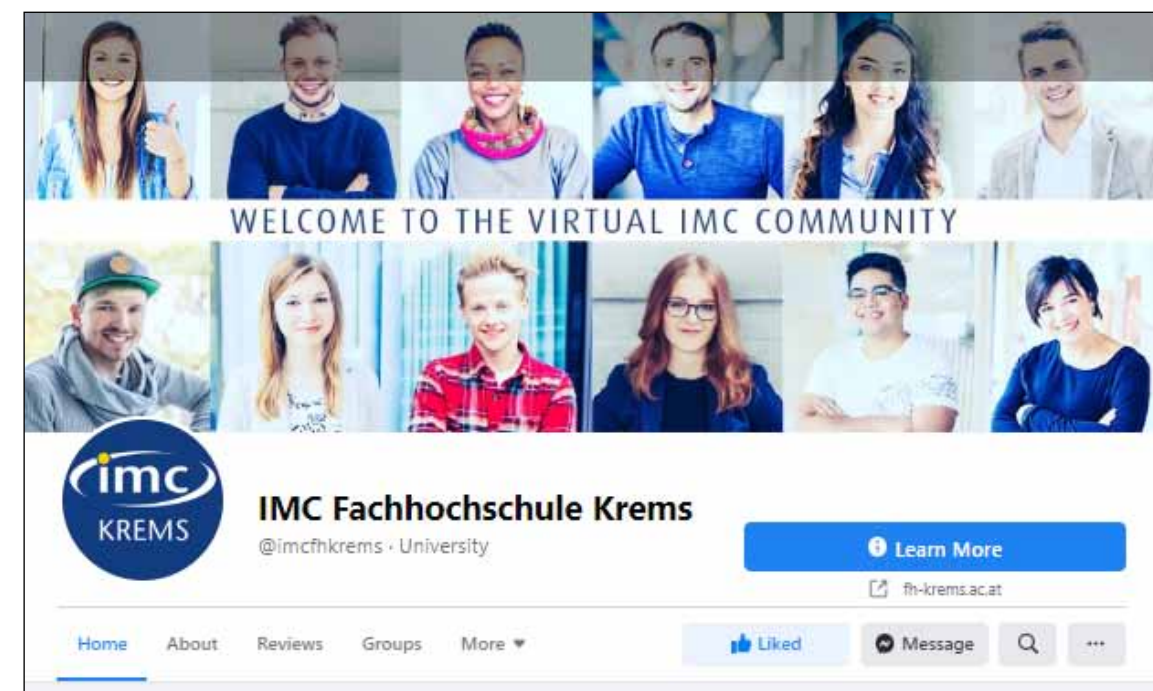 WELCOME TO THE VIRTUAL IMC COMMUNITY
imc
KREMS
IMC Fachhochschule Krems
@imcfhkrems · University
Learn More
fh-krems.ac.at
Home About Reviews Groups More Liked Message